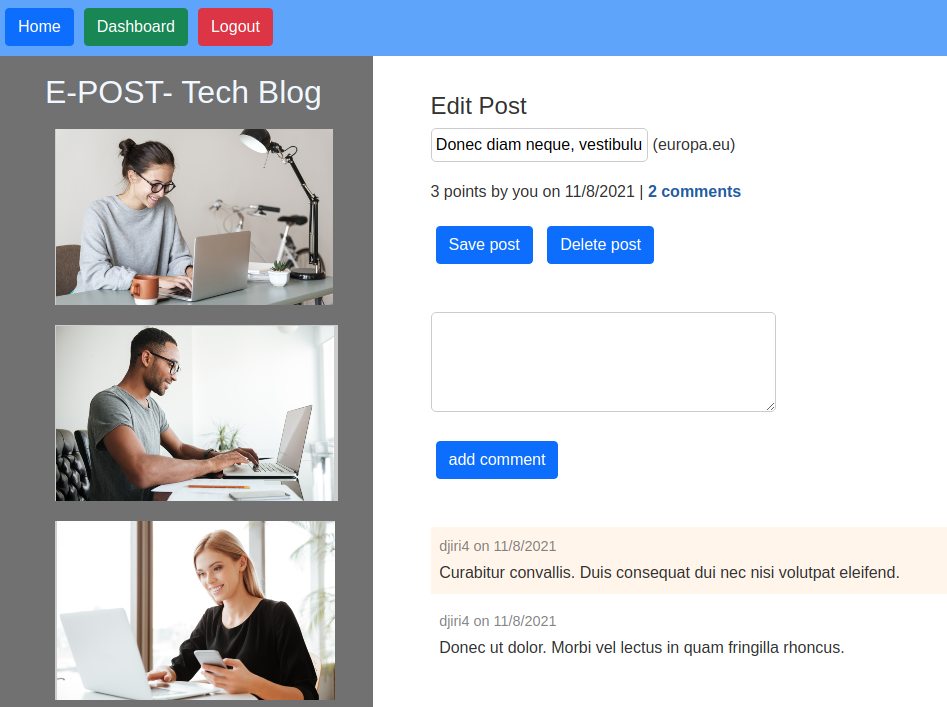 Home Dashboard Logout
E-POST- Tech Blog
Edit Post
Donec diam neque, vestibulu (europa.eu)
3 points by you on 11/8/2021 | 2 comments
Save post Delete post
add comment
djiri4 on 11/8/2021
Curabitur convallis. Duis consequat dui nec nisi volutpat eleifend.
djiri4 on 11/8/2021
Donec ut dolor. Morbi vel lectus in quam fringilla rhoncus.